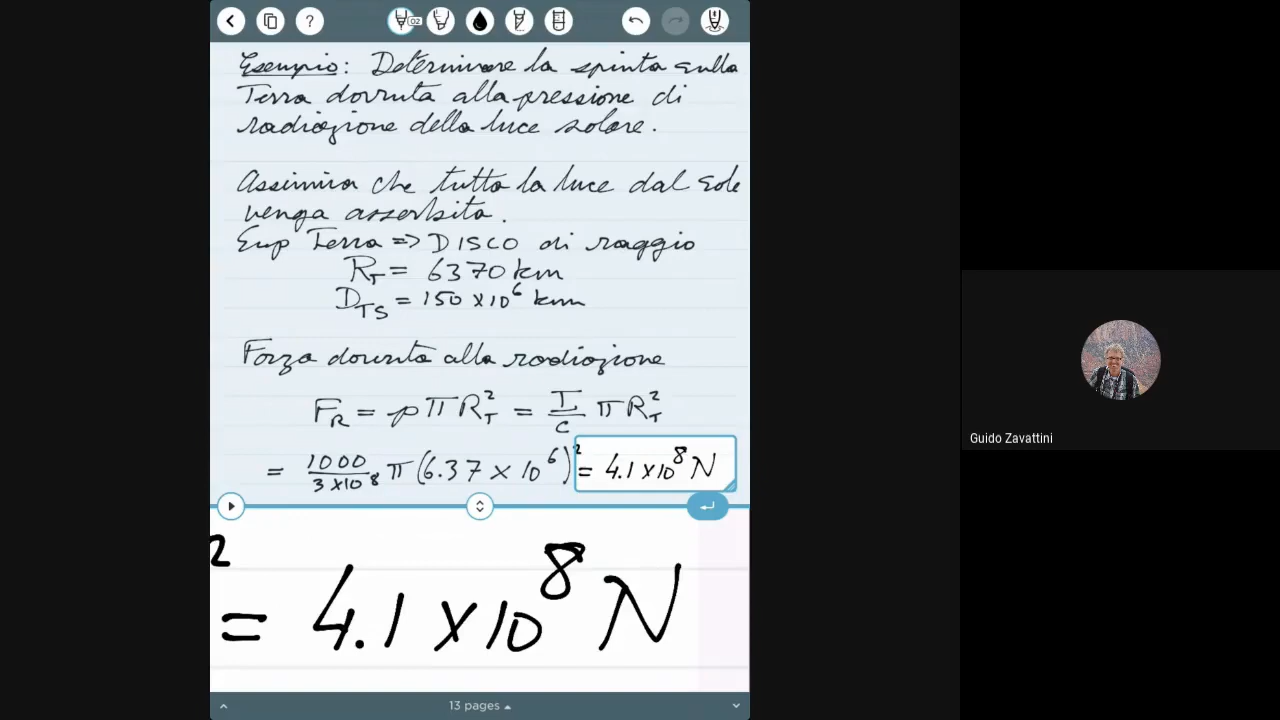 ?
02
Esempio: Determinare la spinta sulla
Terra dovuta alla pressione di
radiazione della luce solare.
Assumiamo che tutta la luce dal Sole
venga assorbita.
Sup Terra => DISCO di raggio
R_T = 6370 km
D_TS = 150 × 10^6 km
Forza dovuta alla radiazione
F_R = p π R_T^2 = I/c π R_T^2
= 1000/3×10^8 π (6.37 × 10^6)^2 = 4.1×10^8 N
2
= 4.1 × 10^8 N
13 pages
Guido Zavattini